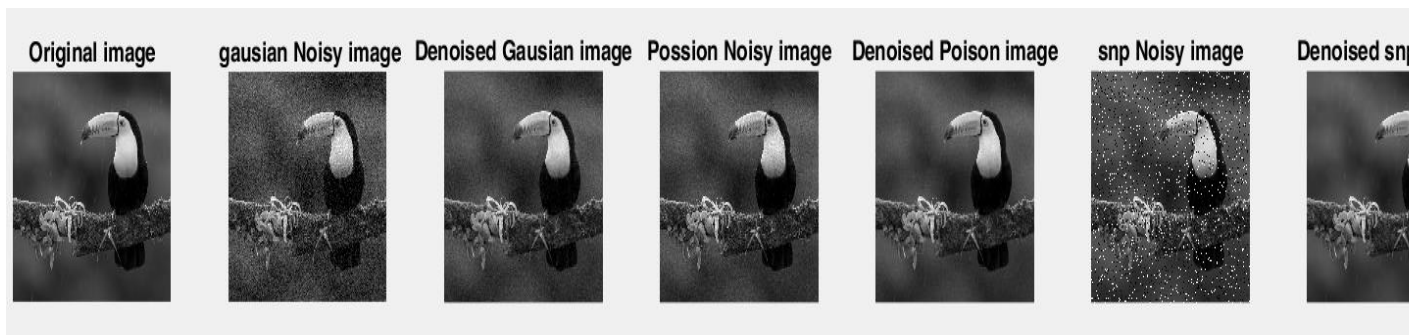 Original image
gausian Noisy image
Denoised Gausian image
Possion Noisy image
Denoised Poison image
snp Noisy image
Denoised snp